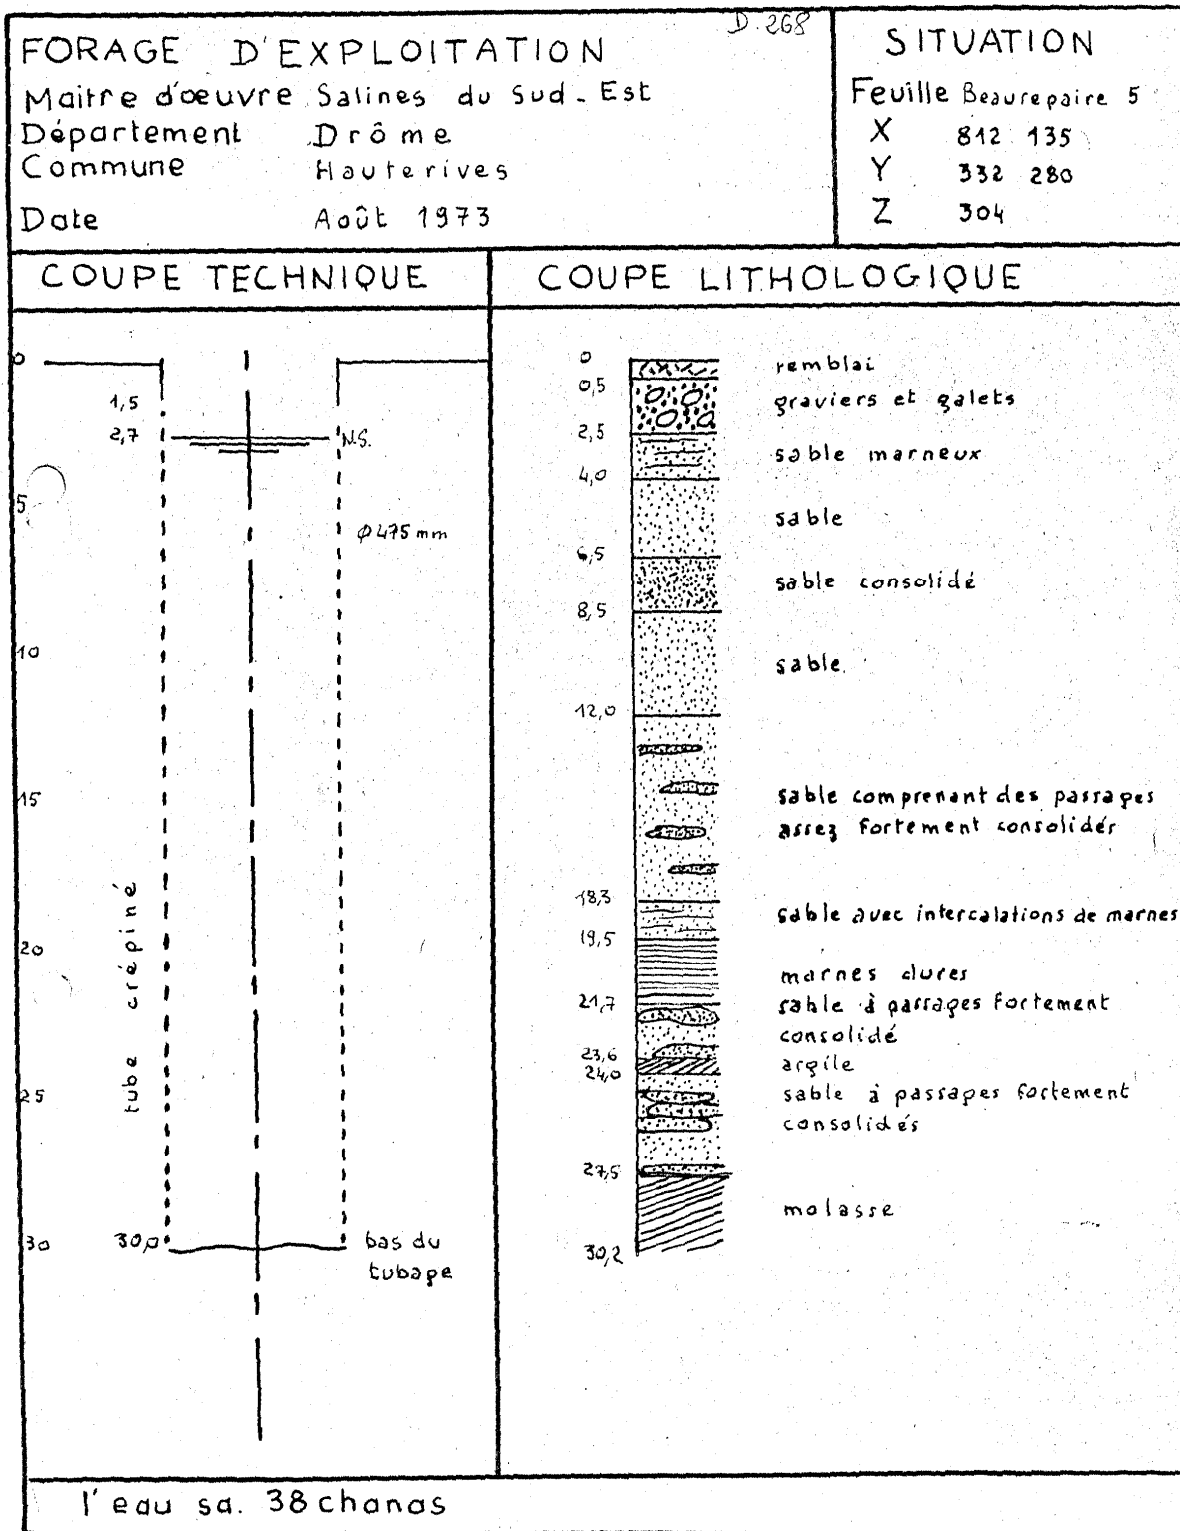 D.268
FORAGE D'EXPLOITATION
Maitre d'œuvre Salines du Sud-Est
Département Drôme
Commune Hauterives
Date Août 1973
SITUATION
Feuille Beaurepaire 5
X 812 135
Y 332 280
Z 304
COUPE TECHNIQUE
0
1,5
2,7
N.S.
5
Ø 475 mm
10
15
20
25
30
tube crépiné
30,0
bas du
tubage
COUPE LITHOLOGIQUE
0
remblai
0,5
graviers et galets
2,5
sable marneux
4,0
sable
6,5
sable consolidé
8,5
sable
12,0
sable comprenant des passages
assez fortement consolidés
18,3
sable avec intercalations de marnes
19,5
marnes dures
21,7
sable à passages fortement
consolidé
23,6
argile
24,0
sable à passages fortement
consolidés
27,5
molasse
30,2
l'eau sa. 38 chanas